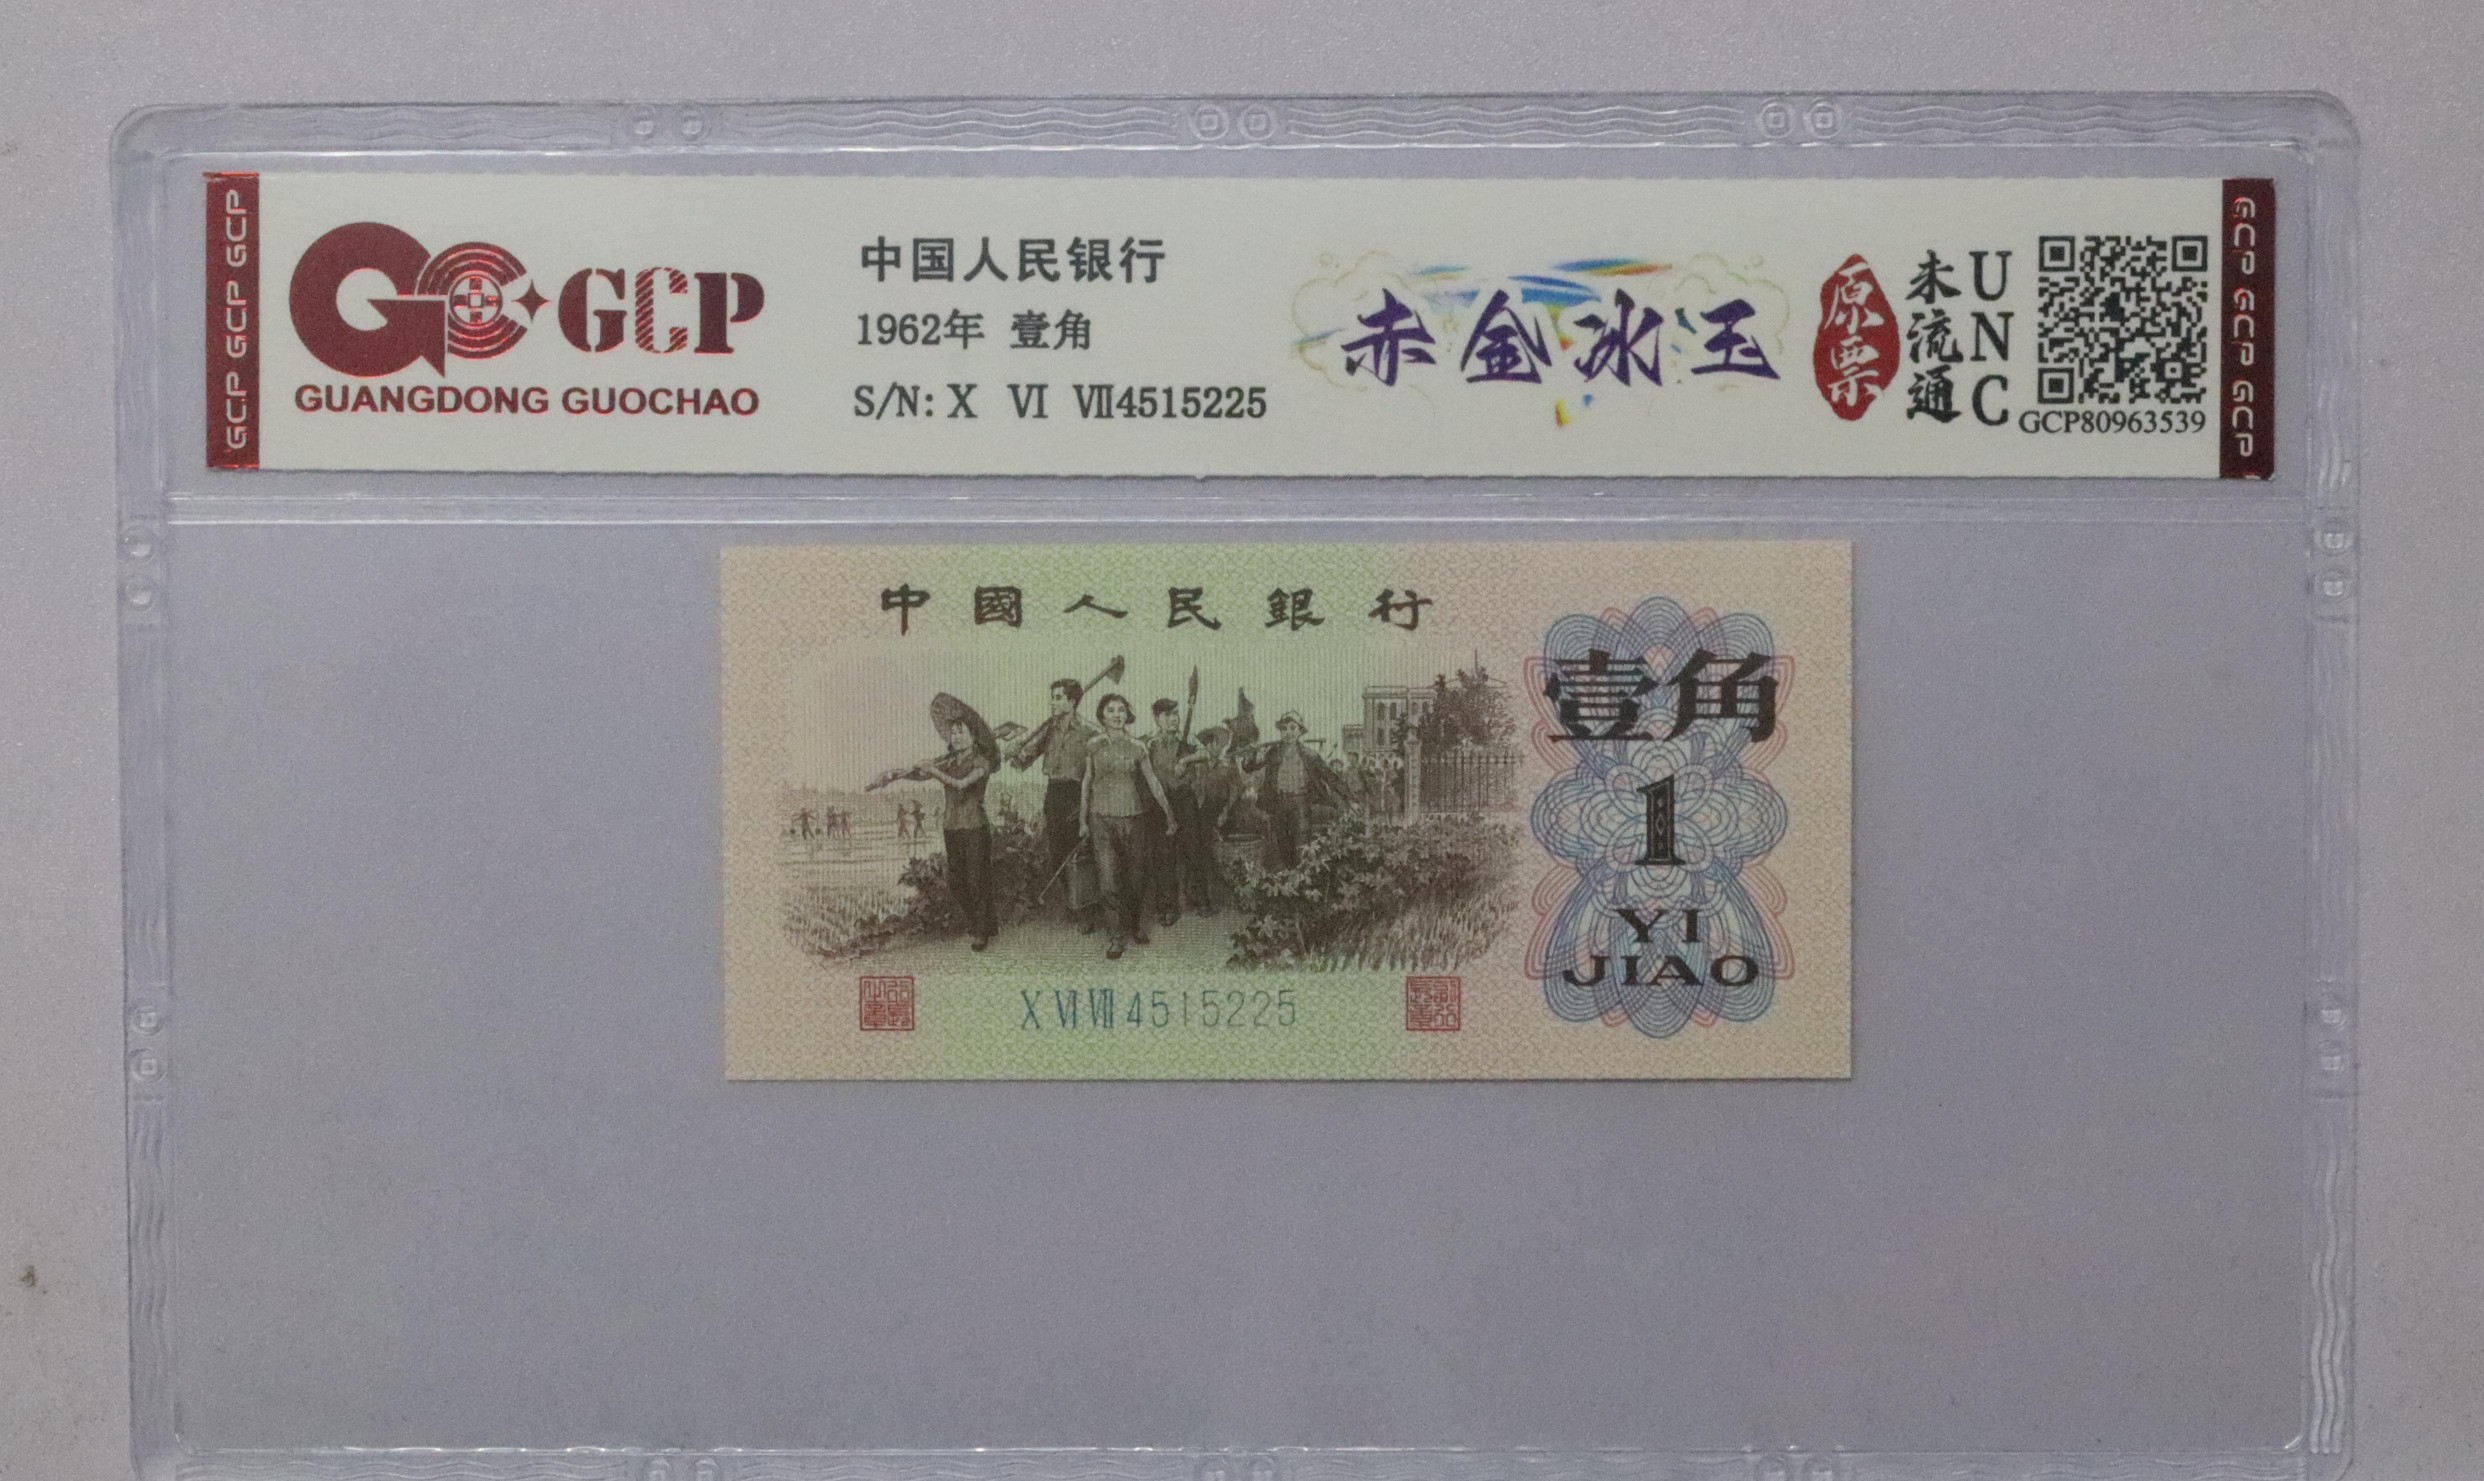 GCP GCP GCP
GCP
GUANGDONG GUOCHAO
中国人民银行
1962年 壹角
S/N: X VI VII4515225
赤金冰玉
原票
未流通
UNC
GCP80963539
GCP GCP GCP
中國人民銀行
壹角
1
YI
JIAO
X VI VII 4515225